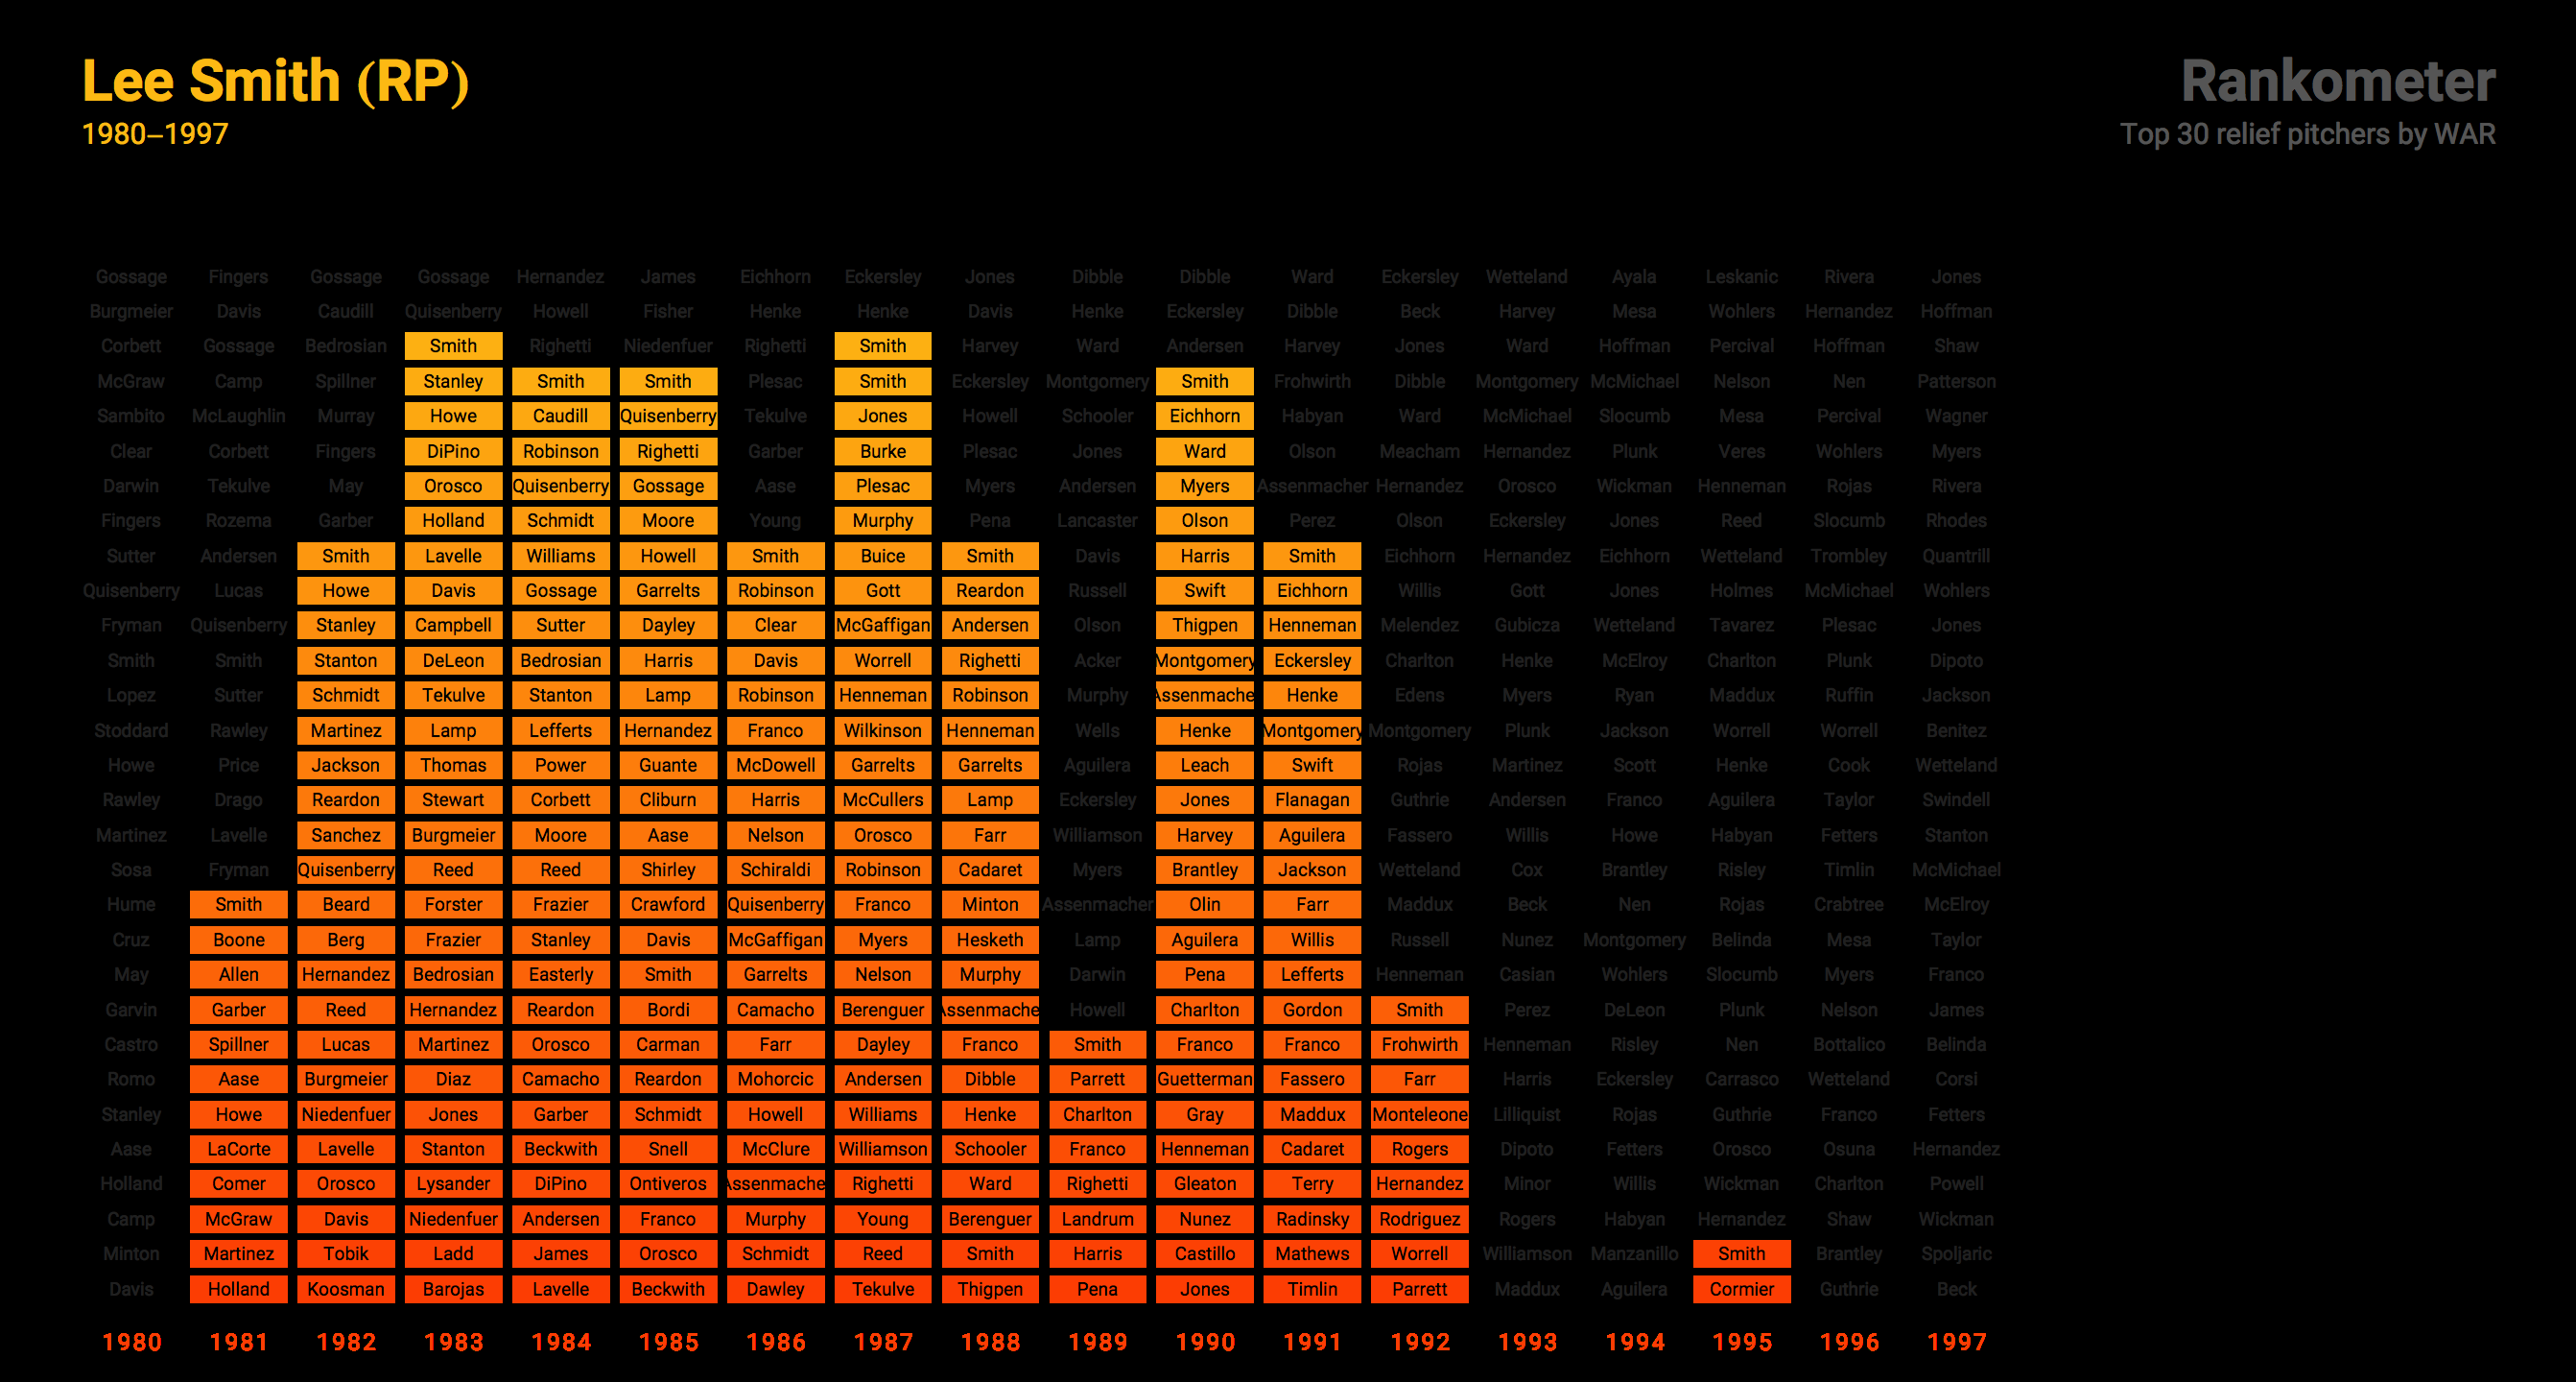 Lee Smith (RP)
1980–1997
Rankometer
Top 30 relief pitchers by WAR
Gossage Fingers Gossage Gossage Hernandez James Eichhorn Eckersley Jones Dibble Dibble Ward Eckersley Wetteland Ayala Leskanic Rivera Jones
Burgmeier Davis Caudill Quisenberry Howell Fisher Henke Henke Davis Henke Eckersley Dibble Beck Harvey Mesa Wohlers Hernandez Hoffman
Corbett Gossage Bedrosian Smith Righetti Niedenfuer Righetti Smith Harvey Ward Andersen Harvey Jones Ward Hoffman Percival Hoffman Shaw
McGraw Camp Spillner Stanley Smith Smith Plesac Smith Eckersley Montgomery Smith Frohwirth Dibble Montgomery McMichael Nelson Nen Patterson
Sambito McLaughlin Murray Howe Caudill Quisenberry Tekulve Jones Howell Schooler Eichhorn Habyan Ward McMichael Slocumb Mesa Percival Wagner
Clear Corbett Fingers DiPino Robinson Righetti Garber Burke Plesac Jones Ward Olson Meacham Hernandez Plunk Veres Wohlers Myers
Darwin Tekulve May Orosco Quisenberry Gossage Aase Plesac Myers Andersen Myers Assenmacher Hernandez Orosco Wickman Henneman Rojas Rivera
Fingers Rozema Garber Holland Schmidt Moore Young Murphy Pena Lancaster Olson Perez Olson Eckersley Jones Reed Slocumb Rhodes
Sutter Andersen Smith Lavelle Williams Howell Smith Buice Smith Davis Harris Smith Eichhorn Hernandez Eichhorn Wetteland Trombley Quantrill
Quisenberry Lucas Howe Davis Gossage Garrelts Robinson Gott Reardon Russell Swift Eichhorn Willis Gott Jones Holmes McMichael Wohlers
Fryman Quisenberry Stanley Campbell Sutter Dayley Clear McGaffigan Andersen Olson Thigpen Henneman Melendez Gubicza Wetteland Tavarez Plesac Jones
Smith Smith Stanton DeLeon Bedrosian Harris Davis Worrell Righetti Acker Montgomery Eckersley Charlton Henke McElroy Charlton Plunk Dipoto
Lopez Sutter Schmidt Tekulve Stanton Lamp Robinson Henneman Robinson Murphy Assenmache Henke Edens Myers Ryan Maddux Ruffin Jackson
Stoddard Rawley Martinez Lamp Lefferts Hernandez Franco Wilkinson Henneman Wells Henke Montgomery Montgomery Plunk Jackson Worrell Worrell Benitez
Howe Price Jackson Thomas Power Guante McDowell Garrelts Garrelts Aguilera Leach Swift Rojas Martinez Scott Henke Cook Wetteland
Rawley Drago Reardon Stewart Corbett Cliburn Harris McCullers Lamp Eckersley Jones Flanagan Guthrie Andersen Franco Aguilera Taylor Swindell
Martinez Lavelle Sanchez Burgmeier Moore Aase Nelson Orosco Farr Williamson Harvey Aguilera Fassero Willis Howe Habyan Fetters Stanton
Sosa Fryman Quisenberry Reed Reed Shirley Schiraldi Robinson Cadaret Myers Brantley Jackson Wetteland Cox Brantley Risley Timlin McMichael
Hume Smith Beard Forster Frazier Crawford Quisenberry Franco Minton Assenmacher Olin Farr Maddux Beck Nen Rojas Crabtree McElroy
Cruz Boone Berg Frazier Stanley Davis McGaffigan Myers Hesketh Lamp Aguilera Willis Russell Nunez Montgomery Belinda Mesa Taylor
May Allen Hernandez Bedrosian Easterly Smith Garrelts Nelson Murphy Darwin Pena Lefferts Henneman Casian Wohlers Slocumb Myers Franco
Garvin Garber Reed Hernandez Reardon Bordi Camacho Berenguer Assenmache Howell Charlton Gordon Smith Perez DeLeon Plunk Nelson James
Castro Spillner Lucas Martinez Orosco Carman Farr Dayley Franco Smith Franco Franco Frohwirth Henneman Risley Nen Bottalico Belinda
Romo Aase Burgmeier Diaz Camacho Reardon Mohorcic Andersen Dibble Parrett Guetterman Fassero Farr Harris Eckersley Carrasco Wetteland Corsi
Stanley Howe Niedenfuer Jones Garber Schmidt Howell Williams Henke Charlton Gray Maddux Monteleone Lilliquist Rojas Guthrie Franco Fetters
Aase LaCorte Lavelle Stanton Beckwith Snell McClure Williamson Schooler Franco Henneman Cadaret Rogers Dipoto Fetters Orosco Osuna Hernandez
Holland Comer Orosco Lysander DiPino Ontiveros Assenmache Righetti Ward Righetti Gleaton Terry Hernandez Minor Willis Wickman Charlton Powell
Camp McGraw Davis Niedenfuer Andersen Franco Murphy Young Berenguer Landrum Nunez Radinsky Rodriguez Rogers Habyan Hernandez Shaw Wickman
Minton Martinez Tobik Ladd James Orosco Schmidt Reed Smith Harris Castillo Mathews Worrell Williamson Manzanillo Smith Brantley Spoljaric
Davis Holland Koosman Barojas Lavelle Beckwith Dawley Tekulve Thigpen Pena Jones Timlin Parrett Maddux Aguilera Cormier Guthrie Beck
1980 1981 1982 1983 1984 1985 1986 1987 1988 1989 1990 1991 1992 1993 1994 1995 1996 1997